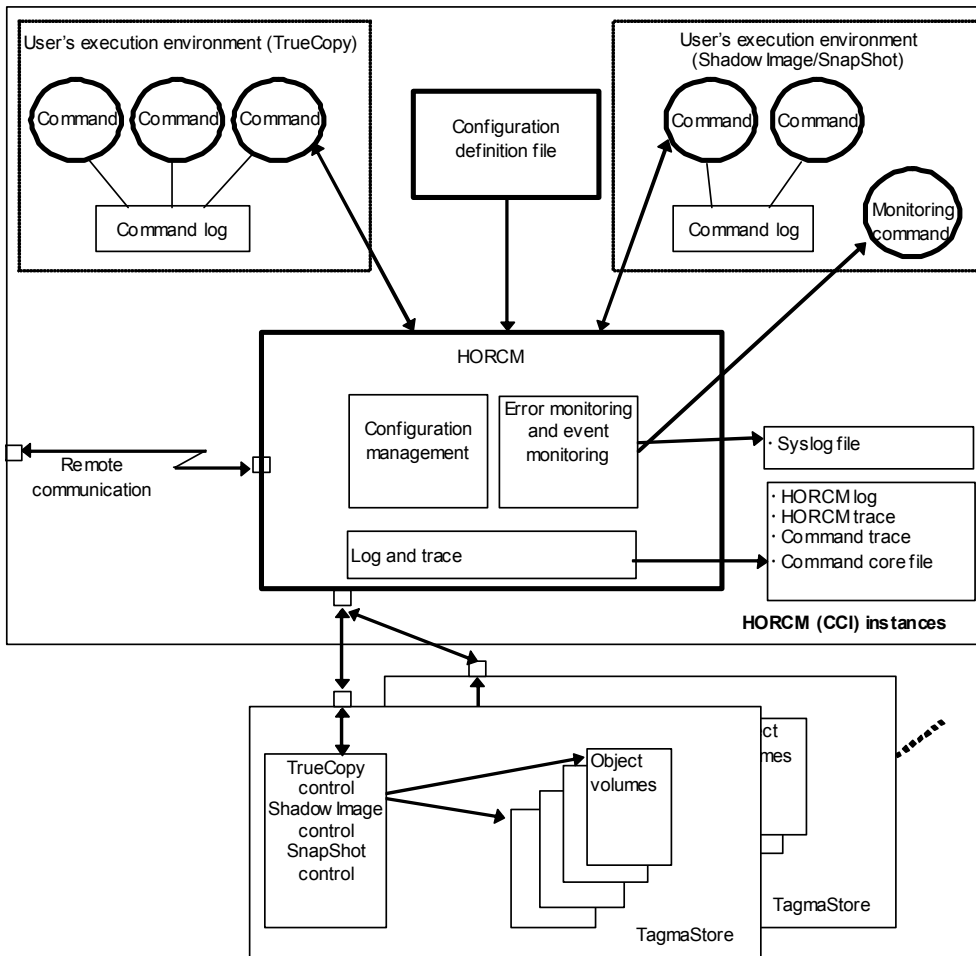 User's execution environment (TrueCopy)
Command
Command
Command
Command log
Configuration
definition file
User's execution environment
(Shadow Image/SnapShot)
Command
Command
Command log
Monitoring
command
HORCM
Configuration
management
Error monitoring
and event
monitoring
Log and trace
Remote
communication
· Syslog file
· HORCM log
· HORCM trace
· Command trace
· Command core file
HORCM (CCI) instances
TrueCopy
control
Shadow Image
control
SnapShot
control
Object
volumes
ct
mes
TagmaStore
TagmaStore